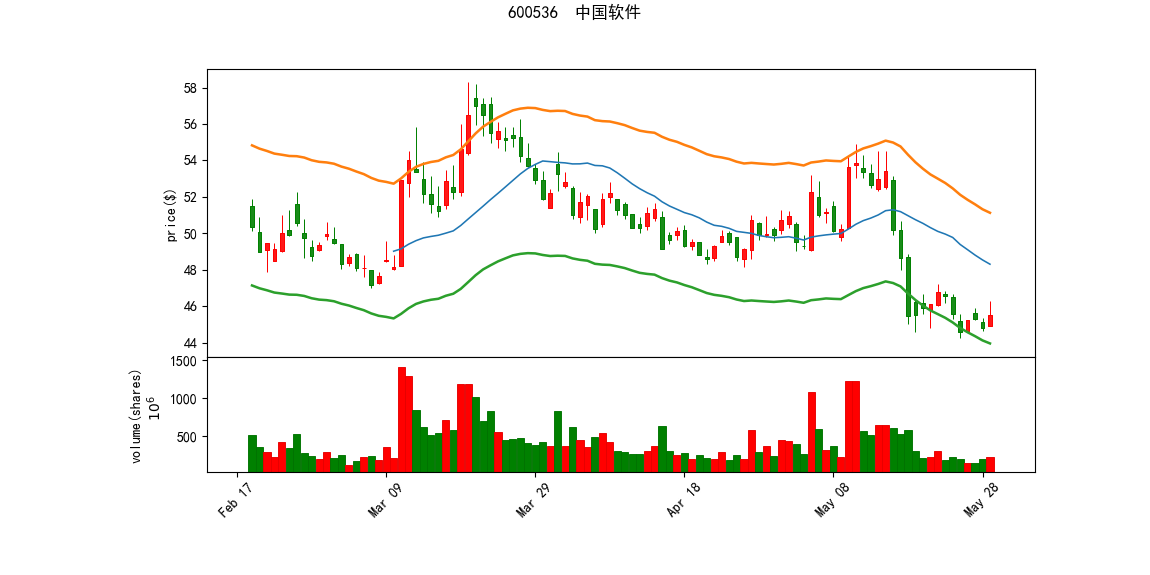 600536 中国软件
price($)
58
56
54
52
50
48
46
44
volume(shares)
10^6
1500
1000
500
Feb 17
Mar 09
Mar 29
Apr 18
May 08
May 28